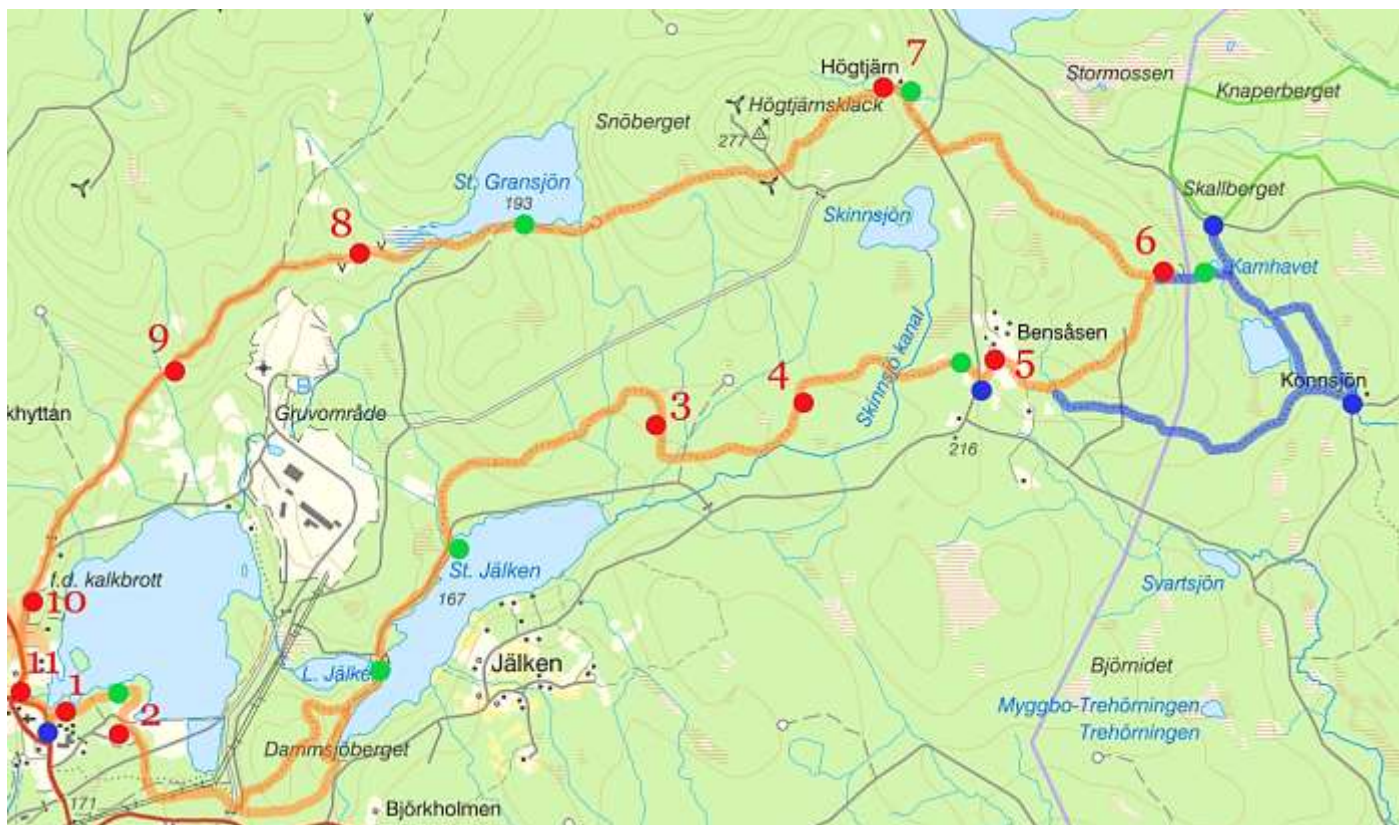 7
Högtjärn
Stormossen
Knaperberget
Högtjärnsklack
Snöberget
277
St. Gransjön
193
Skallberget
8
Skinnsjön
6
Kamhavet
9
Bensåsen
5
4
Skinnsjö kanal
Konnsjön
3
khyttan
Gruvområde
216
St. Jälken
167
Svartsjön
f.d. kalkbrott
10
11
1
L. Jälken
Jälken
Björnidet
2
Myggbo-Trehörningen
Trehörningen
Dammsjöberget
171
Björkholmen